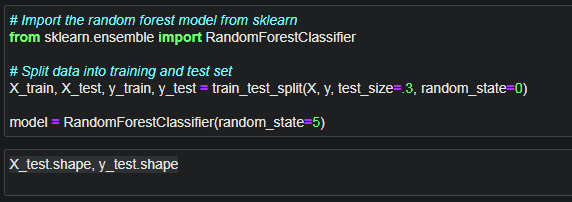 # Import the random forest model from sklearn
from sklearn.ensemble import RandomForestClassifier
# Split data into training and test set
X_train, X_test, y_train, y_test = train_test_split(X, y, test_size=.3, random_state=0)
model = RandomForestClassifier(random_state=5)
X_test.shape, y_test.shape